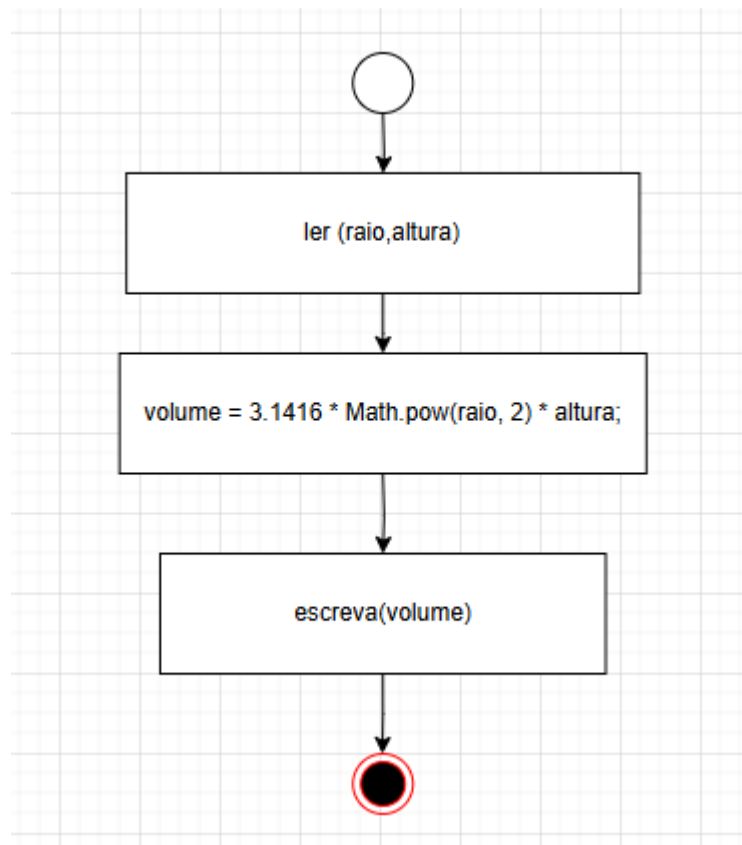 ler (raio,altura)
volume = 3.1416 * Math.pow(raio, 2) * altura;
escreva(volume)